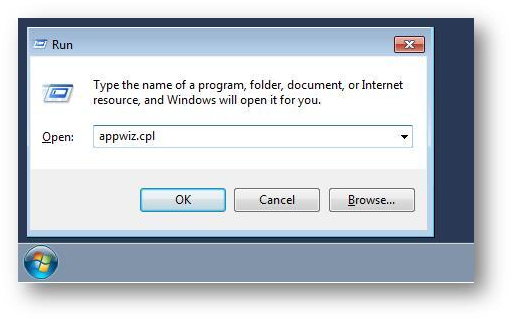 Run
Type the name of a program, folder, document, or Internet
resource, and Windows will open it for you.
Open: appwiz.cpl
OK Cancel Browse...